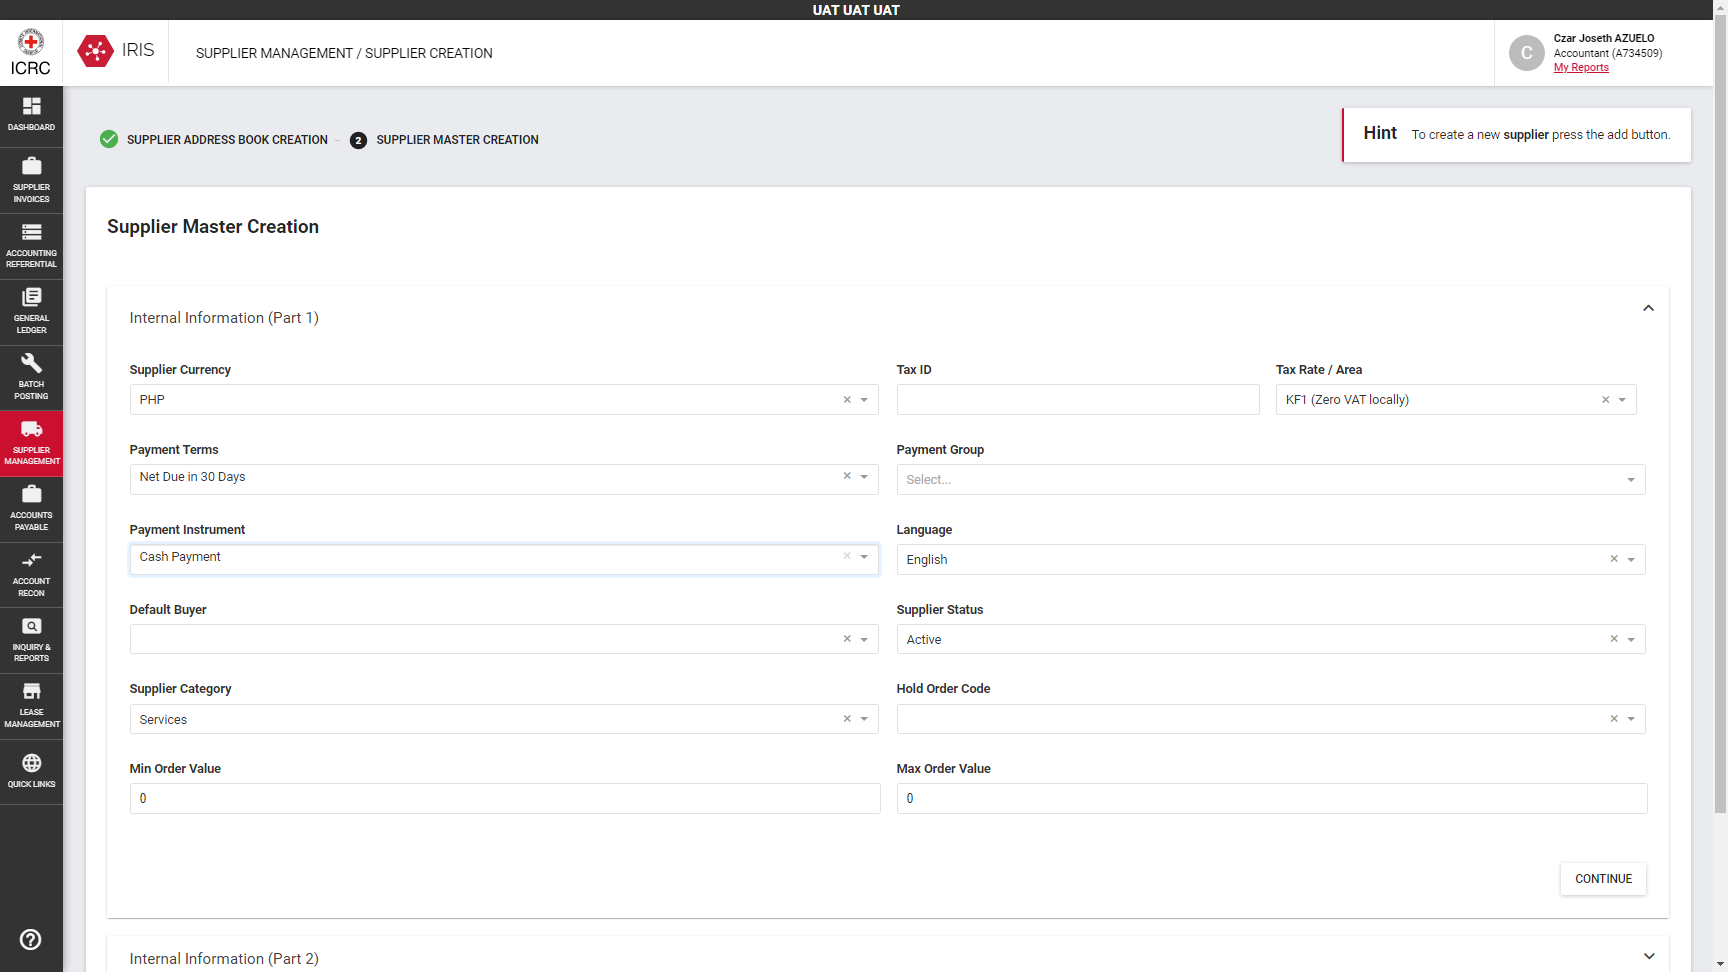 UAT UAT UAT
ICRC
IRIS
SUPPLIER MANAGEMENT / SUPPLIER CREATION
C
Czar Joseth AZUELO
Accountant (A734509)
My Reports
DASHBOARD
SUPPLIER
INVOICES
ACCOUNTING
REFERENTIAL
GENERAL
LEDGER
BATCH
POSTING
SUPPLIER
MANAGEMENT
ACCOUNTS
PAYABLE
ACCOUNT
RECON
INQUIRY &
REPORTS
LEASE
MANAGEMENT
QUICK LINKS
SUPPLIER ADDRESS BOOK CREATION
2 SUPPLIER MASTER CREATION
Hint To create a new supplier press the add button.
Supplier Master Creation
Internal Information (Part 1)
Supplier Currency
PHP
Tax ID
Tax Rate / Area
KF1 (Zero VAT locally)
Payment Terms
Net Due in 30 Days
Payment Group
Select...
Payment Instrument
Cash Payment
Language
English
Default Buyer
Supplier Status
Active
Supplier Category
Services
Hold Order Code
Min Order Value
0
Max Order Value
0
CONTINUE
Internal Information (Part 2)